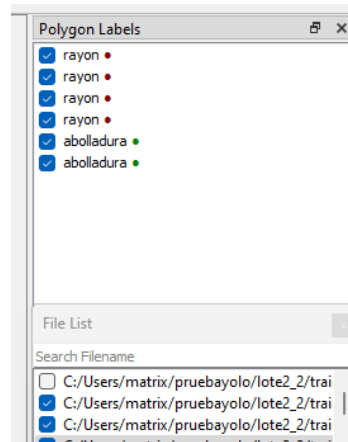 Polygon Labels
rayon
rayon
rayon
rayon
abolladura
abolladura
File List
Search Filename
C:/Users/matrix/pruebayolo/lote2_2/trai
C:/Users/matrix/pruebayolo/lote2_2/trai
C:/Users/matrix/pruebayolo/lote2_2/trai